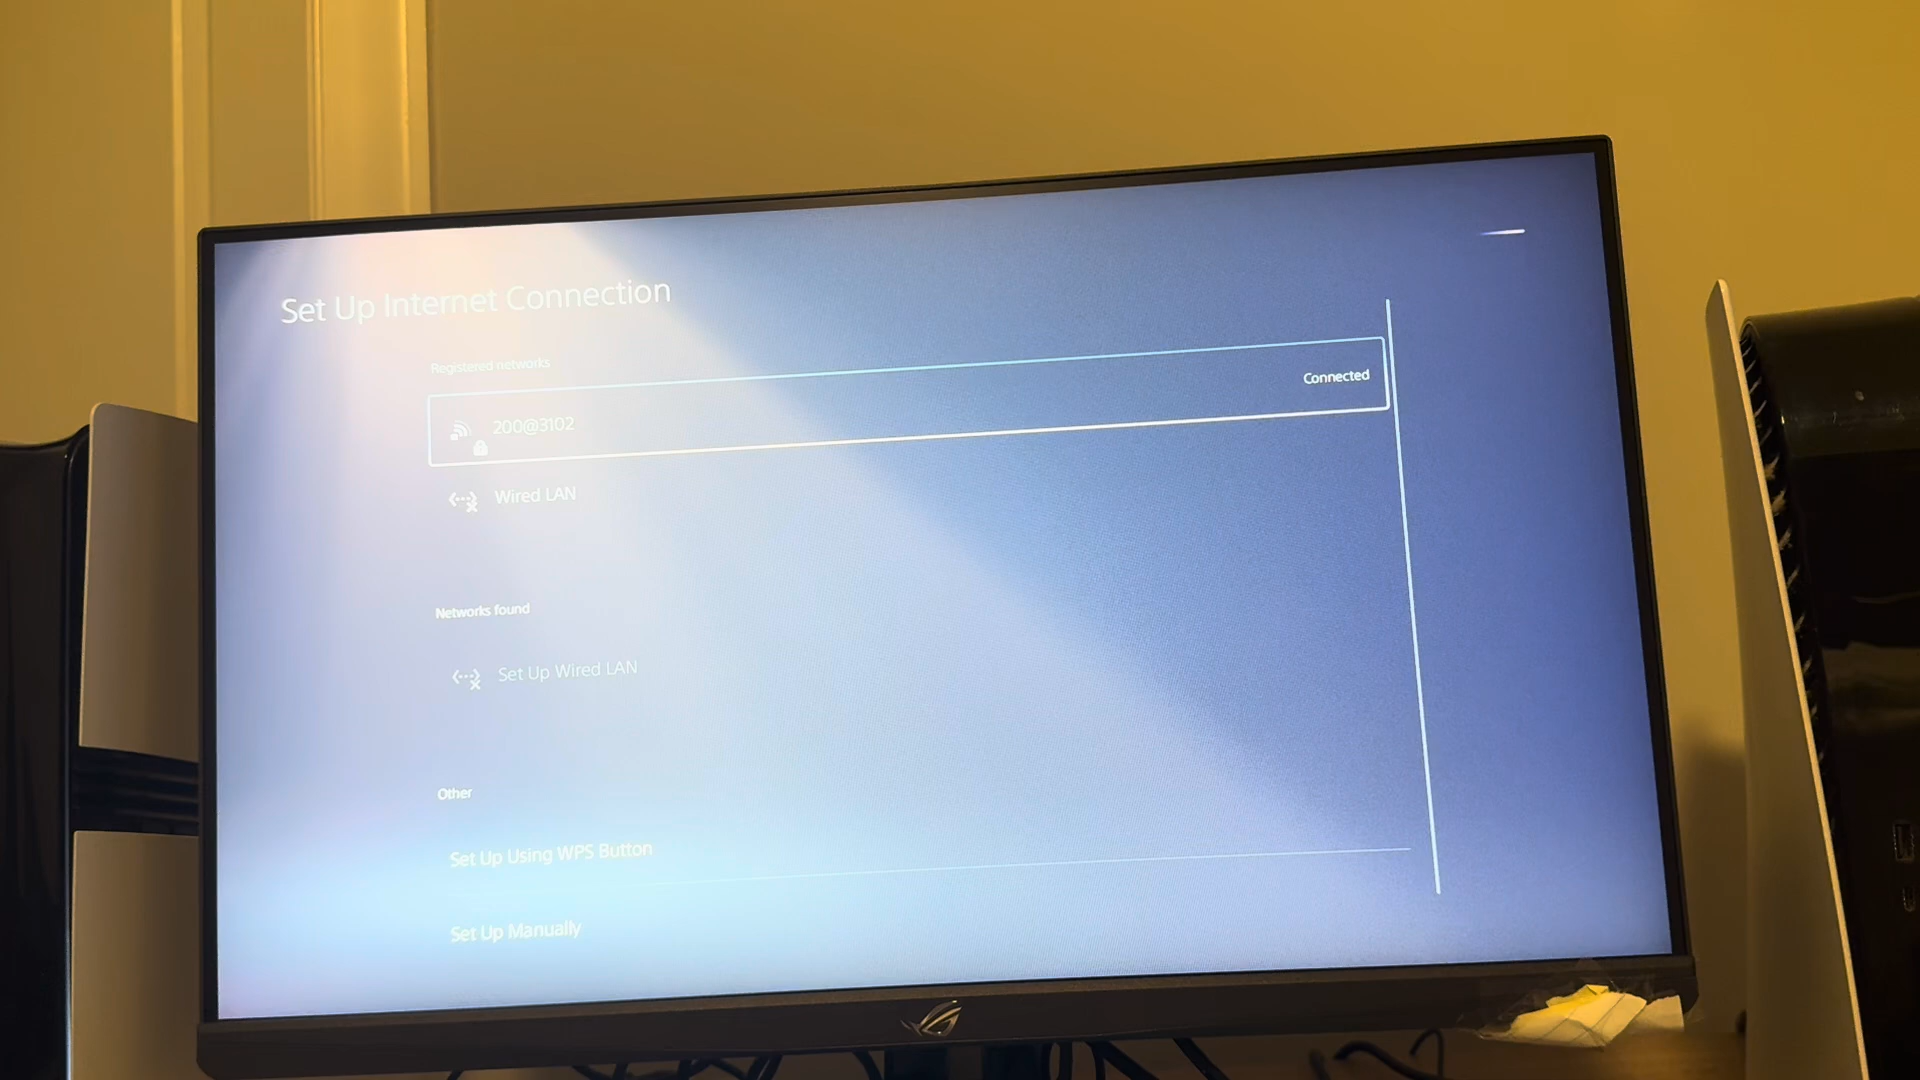 Set Up Internet Connection
Registered networks
200@3102
Connected
Wired LAN
Networks found
Set Up Wired LAN
Other
Set Up Using WPS Button
Set Up Manually